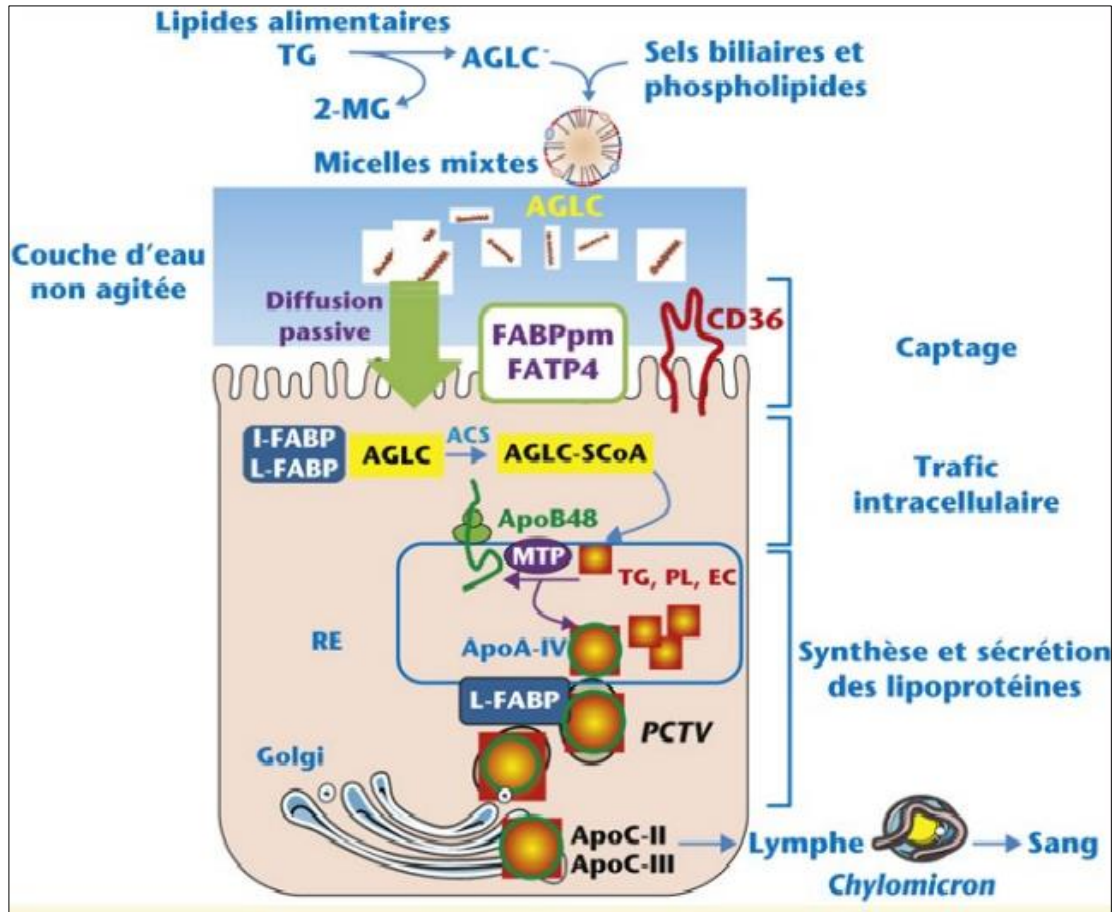 Lipides alimentaires
TG
AGLC⁻
Sels biliaires et
phospholipides
2-MG
Micelles mixtes
AGLC
Couche d'eau
non agitée
Diffusion
passive
FABPpm
FATP4
CD36
Captage
I-FABP
L-FABP
AGLC
ACS
AGLC-SCoA
Trafic
intracellulaire
ApoB48
MTP
TG, PL, EC
RE
ApoA-IV
Synthèse et sécrétion
des lipoprotéines
L-FABP
PCTV
Golgi
ApoC-II
ApoC-III
Lymphe
Sang
Chylomicron